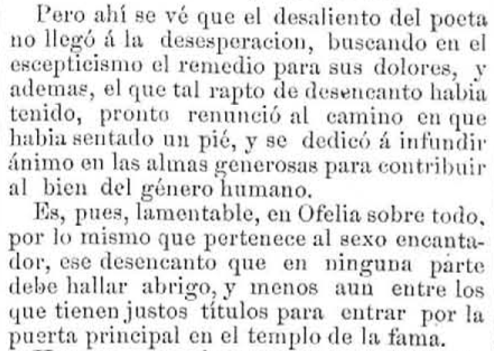 Pero ahí se vé que el desaliento del poeta
no llegó á la desesperacion, buscando en el
escepticismo el remedio para sus dolores, y
ademas, el que tal rapto de desencanto habia
tenido, pronto renunció al camino en que
habia sentado un pié, y se dedicó á infundir
ánimo en las almas generosas para contribuir
al bien del género humano.
Es, pues, lamentable, en Ofelia sobre todo,
por lo mismo que pertenece al sexo encanta-
dor, ese desencanto que en ninguna parte
debe hallar abrigo, y menos aun entre los
que tienen justos títulos para entrar por la
puerta principal en el templo de la fama.